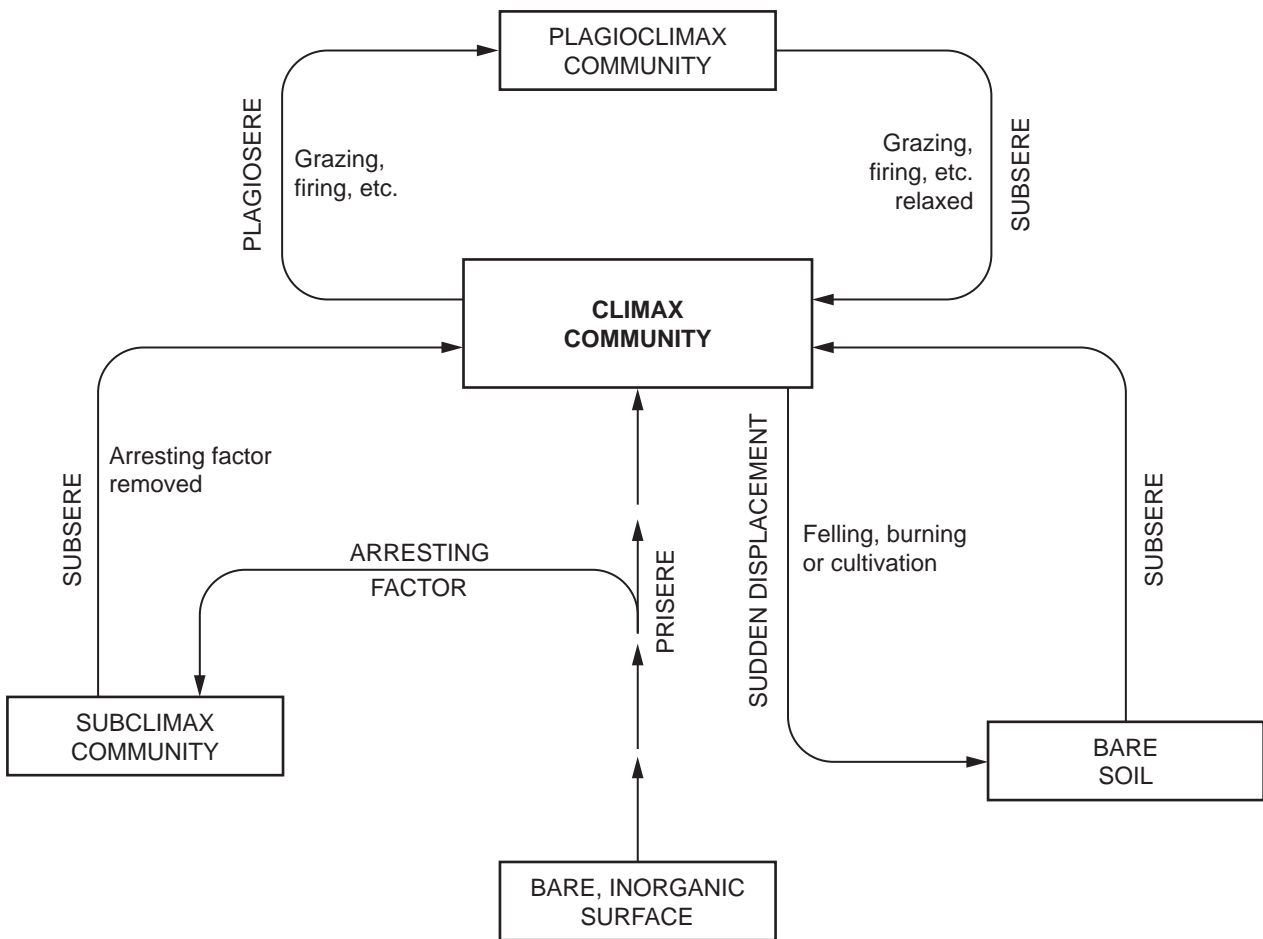 PLAGIOCLIMAX
COMMUNITY
PLAGIOSERE
Grazing,
firing, etc.
Grazing,
firing, etc.
relaxed
SUBSERE
CLIMAX
COMMUNITY
SUBSERE
Arresting factor
removed
ARRESTING
FACTOR
PRISERE
SUDDEN DISPLACEMENT
Felling, burning
or cultivation
SUBSERE
SUBCLIMAX
COMMUNITY
BARE
SOIL
BARE, INORGANIC
SURFACE